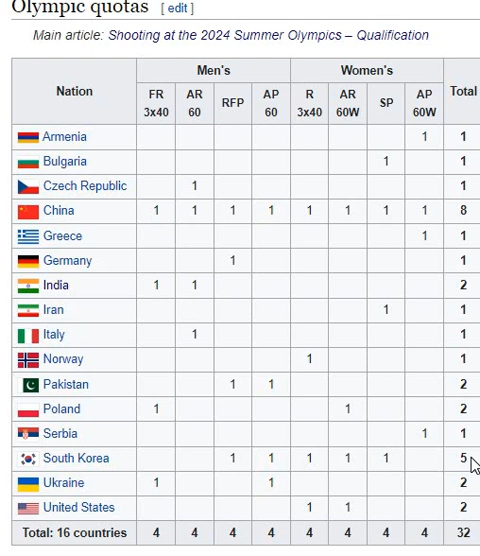 Olympic quotas [ edit ]
Main article: Shooting at the 2024 Summer Olympics – Qualification
Nation Men's Women's Total
FR 3x40 AR 60 RFP AP 60 R 3x40 AR 60W SP AP 60W
Armenia 1 1
Bulgaria 1 1
Czech Republic 1 1
China 1 1 1 1 1 1 1 1 8
Greece 1 1
Germany 1 1
India 1 1 2
Iran 1 1
Italy 1 1
Norway 1 1
Pakistan 1 1 2
Poland 1 1 2
Serbia 1 1
South Korea 1 1 1 1 1 5
Ukraine 1 1 2
United States 1 1 2
Total: 16 countries 4 4 4 4 4 4 4 4 32